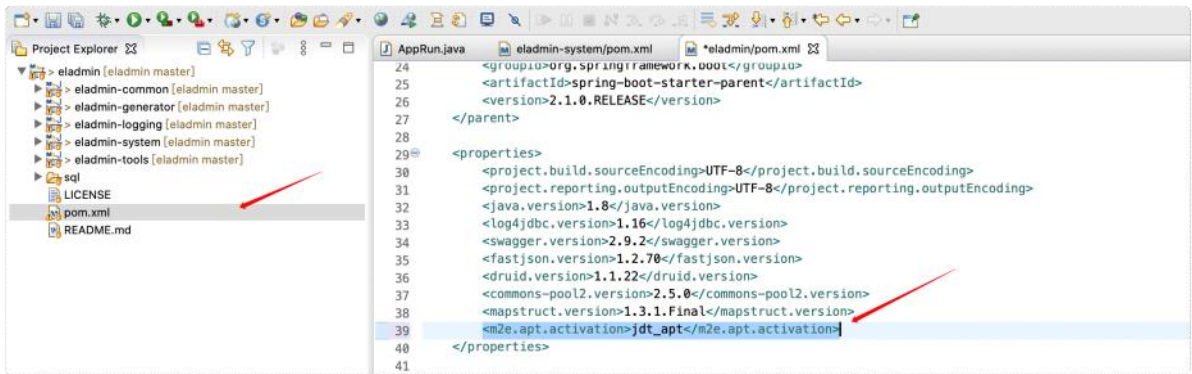 Project Explorer
> eladmin [eladmin master]
> eladmin-common [eladmin master]
> eladmin-generator [eladmin master]
> eladmin-logging [eladmin master]
> eladmin-system [eladmin master]
> eladmin-tools [eladmin master]
> sql
LICENSE
pom.xml
README.md
AppRun.java
eladmin-system/pom.xml
*eladmin/pom.xml
24 <groupId>org.springframework.boot</groupId>
25 <artifactId>spring-boot-starter-parent</artifactId>
26 <version>2.1.0.RELEASE</version>
27 </parent>
28
29 <properties>
30 <project.build.sourceEncoding>UTF-8</project.build.sourceEncoding>
31 <project.reporting.outputEncoding>UTF-8</project.reporting.outputEncoding>
32 <java.version>1.8</java.version>
33 <log4jdbc.version>1.16</log4jdbc.version>
34 <swagger.version>2.9.2</swagger.version>
35 <fastjson.version>1.2.70</fastjson.version>
36 <druid.version>1.1.22</druid.version>
37 <commons-pool2.version>2.5.0</commons-pool2.version>
38 <mapstruct.version>1.3.1.Final</mapstruct.version>
39 <m2e.apt.activation>jdt_apt</m2e.apt.activation>
40 </properties>
41